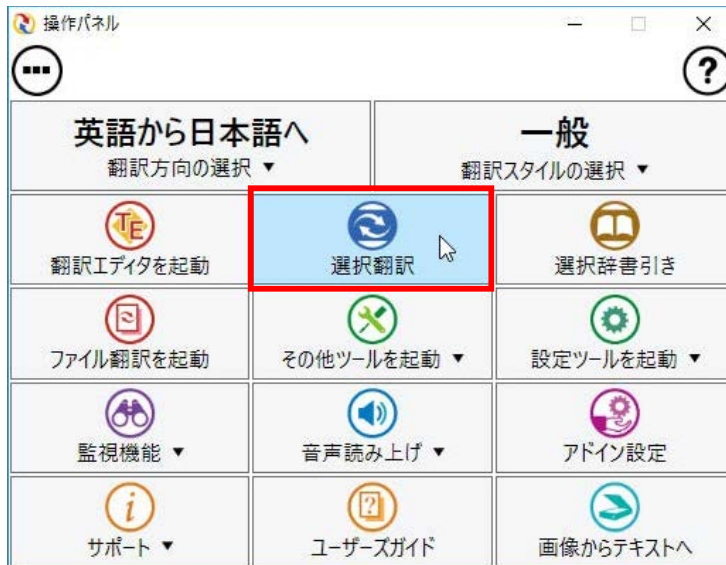 操作パネル
英語から日本語へ
翻訳方向の選択 ▼
一般
翻訳スタイルの選択 ▼
TE
翻訳エディタを起動
選択翻訳
選択辞書引き
ファイル翻訳を起動
その他ツールを起動 ▼
設定ツールを起動 ▼
監視機能 ▼
音声読み上げ ▼
アドイン設定
サポート ▼
ユーザーズガイド
画像からテキストへ